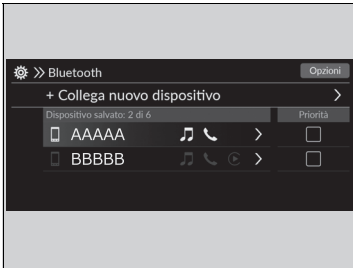 Bluetooth
Opzioni
+ Collega nuovo dispositivo
Dispositivo salvato: 2 di 6
Priorità
AAAAA
BBBBB